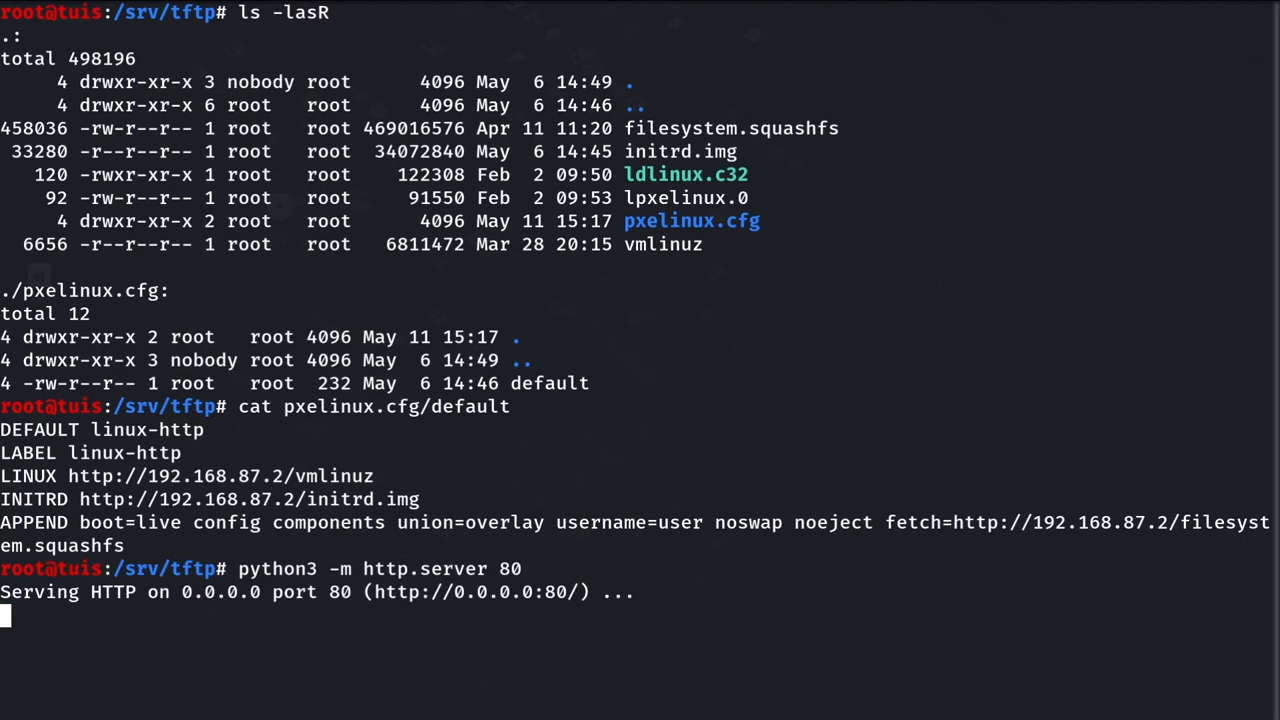 root@tuis:/srv/tftp# ls -lasR
.:
total 498196
     4 drwxr-xr-x 3 nobody root      4096 May  6 14:49 .
     4 drwxr-xr-x 6 root   root      4096 May  6 14:46 ..
458036 -rw-r--r-- 1 root   root 469016576 Apr 11 11:20 filesystem.squashfs
 33280 -r--r--r-- 1 root   root  34072840 May  6 14:45 initrd.img
   120 -rwxr-xr-x 1 root   root    122308 Feb  2 09:50 ldlinux.c32
    92 -rw-r--r-- 1 root   root     91550 Feb  2 09:53 lpxelinux.0
     4 drwxr-xr-x 2 root   root      4096 May 11 15:17 pxelinux.cfg
  6656 -r--r--r-- 1 root   root   6811472 Mar 28 20:15 vmlinuz

./pxelinux.cfg:
total 12
4 drwxr-xr-x 2 root   root 4096 May 11 15:17 .
4 drwxr-xr-x 3 nobody root 4096 May  6 14:49 ..
4 -rw-r--r-- 1 root   root  232 May  6 14:46 default
root@tuis:/srv/tftp# cat pxelinux.cfg/default
DEFAULT linux-http
LABEL linux-http
LINUX http://192.168.87.2/vmlinuz
INITRD http://192.168.87.2/initrd.img
APPEND boot=live config components union=overlay username=user noswap noeject fetch=http://192.168.87.2/filesyst
em.squashfs
root@tuis:/srv/tftp# python3 -m http.server 80
Serving HTTP on 0.0.0.0 port 80 (http://0.0.0.0:80/) ...